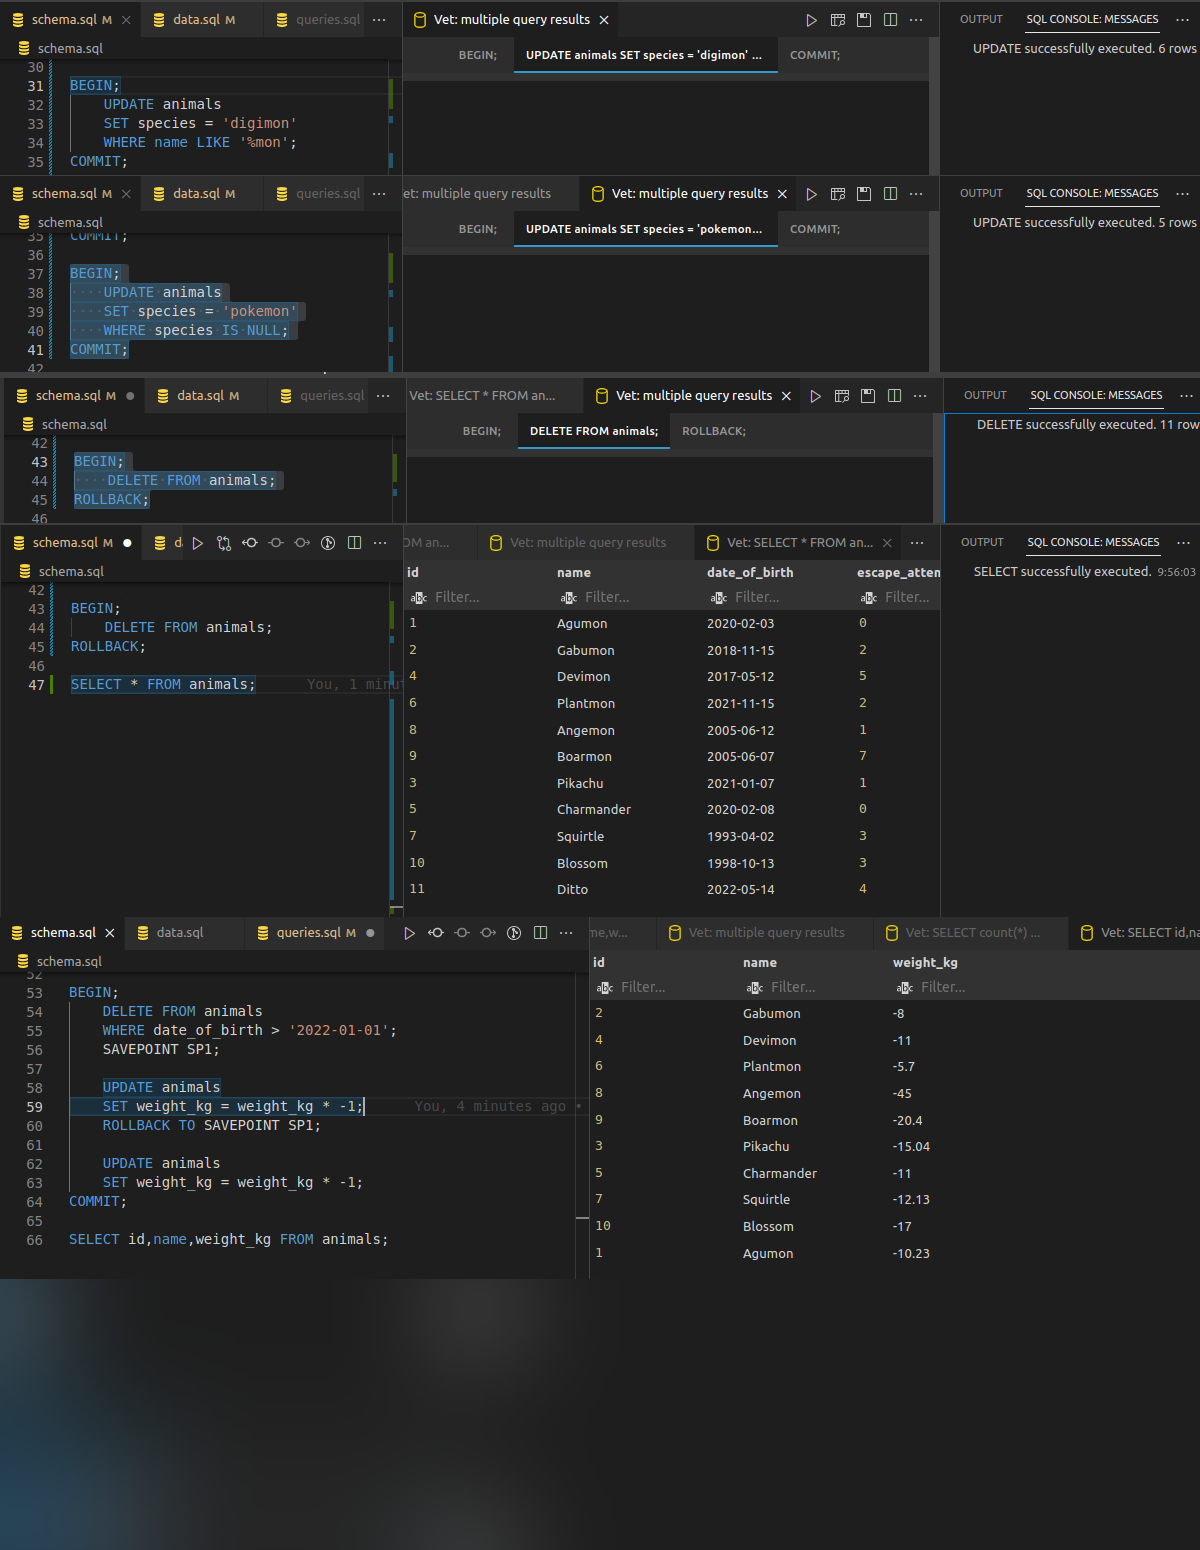 schema.sql M data.sql M queries.sql Vet: multiple query results OUTPUT SQL CONSOLE: MESSAGES
schema.sql BEGIN; UPDATE animals SET species = 'digimon' ... COMMIT; UPDATE successfully executed. 6 rows
30
31 BEGIN;
32 UPDATE animals
33 SET species = 'digimon'
34 WHERE name LIKE '%mon';
35 COMMIT;
schema.sql M data.sql M queries.sql et: multiple query results Vet: multiple query results OUTPUT SQL CONSOLE: MESSAGES
schema.sql BEGIN; UPDATE animals SET species = 'pokemon... COMMIT; UPDATE successfully executed. 5 rows
35 COMMIT;
36
37 BEGIN;
38 UPDATE animals
39 SET species = 'pokemon'
40 WHERE species IS NULL;
41 COMMIT;
42
schema.sql M data.sql M queries.sql Vet: SELECT * FROM an... Vet: multiple query results OUTPUT SQL CONSOLE: MESSAGES
schema.sql BEGIN; DELETE FROM animals; ROLLBACK; DELETE successfully executed. 11 row
42
43 BEGIN;
44 DELETE FROM animals;
45 ROLLBACK;
46
schema.sql M da OM an... Vet: multiple query results Vet: SELECT * FROM an... OUTPUT SQL CONSOLE: MESSAGES
schema.sql SELECT successfully executed. 9:56:03
42
43 BEGIN;
44 DELETE FROM animals;
45 ROLLBACK;
46
47 SELECT * FROM animals; You, 1 minut
id name date_of_birth escape_attem
abc Filter... abc Filter... abc Filter... abc Filter...
1 Agumon 2020-02-03 0
2 Gabumon 2018-11-15 2
4 Devimon 2017-05-12 5
6 Plantmon 2021-11-15 2
8 Angemon 2005-06-12 1
9 Boarmon 2005-06-07 7
3 Pikachu 2021-01-07 1
5 Charmander 2020-02-08 0
7 Squirtle 1993-04-02 3
10 Blossom 1998-10-13 3
11 Ditto 2022-05-14 4
schema.sql data.sql queries.sql M me,w... Vet: multiple query results Vet: SELECT count(*) ... Vet: SELECT id,na
schema.sql
52
53 BEGIN;
54 DELETE FROM animals
55 WHERE date_of_birth > '2022-01-01';
56 SAVEPOINT SP1;
57
58 UPDATE animals
59 SET weight_kg = weight_kg * -1; You, 4 minutes ago •
60 ROLLBACK TO SAVEPOINT SP1;
61
62 UPDATE animals
63 SET weight_kg = weight_kg * -1;
64 COMMIT;
65
66 SELECT id,name,weight_kg FROM animals;
id name weight_kg
abc Filter... abc Filter... abc Filter...
2 Gabumon -8
4 Devimon -11
6 Plantmon -5.7
8 Angemon -45
9 Boarmon -20.4
3 Pikachu -15.04
5 Charmander -11
7 Squirtle -12.13
10 Blossom -17
1 Agumon -10.23